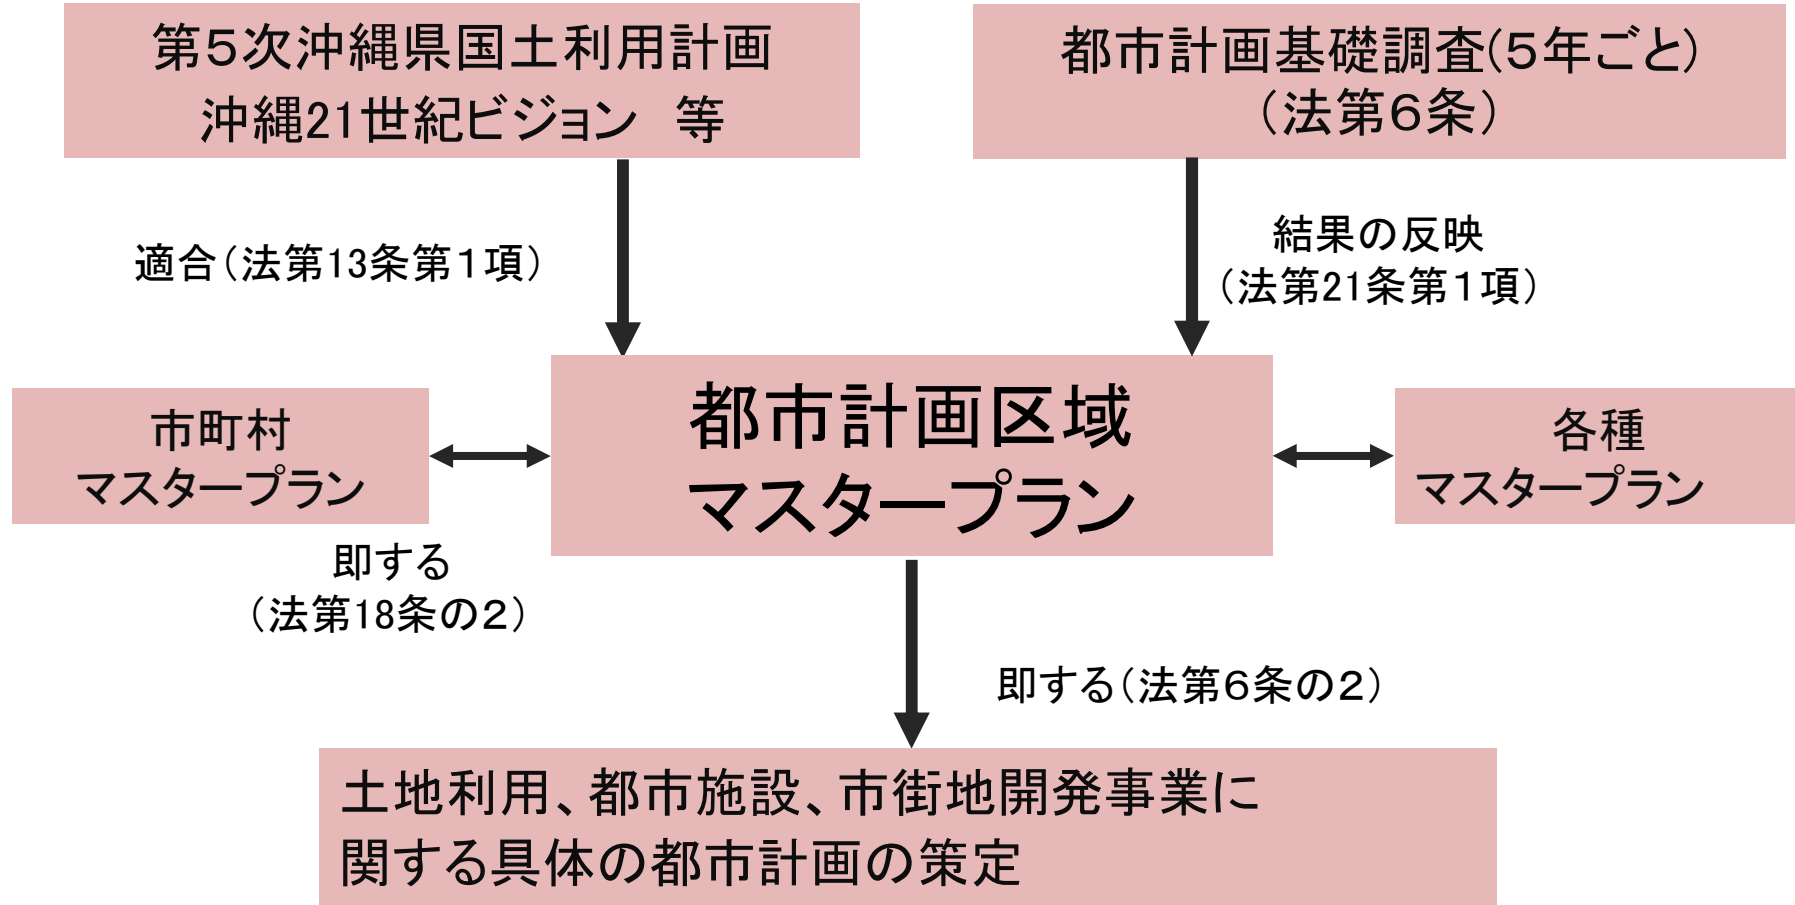 第５次沖縄県国土利用計画
沖縄21世紀ビジョン　等
都市計画基礎調査(５年ごと)
（法第６条）
適合（法第13条第１項）
結果の反映
（法第21条第１項）
市町村
マスタープラン
都市計画区域
マスタープラン
各種
マスタープラン
即する
（法第18条の２）
即する（法第６条の２）
土地利用、都市施設、市街地開発事業に
関する具体の都市計画の策定